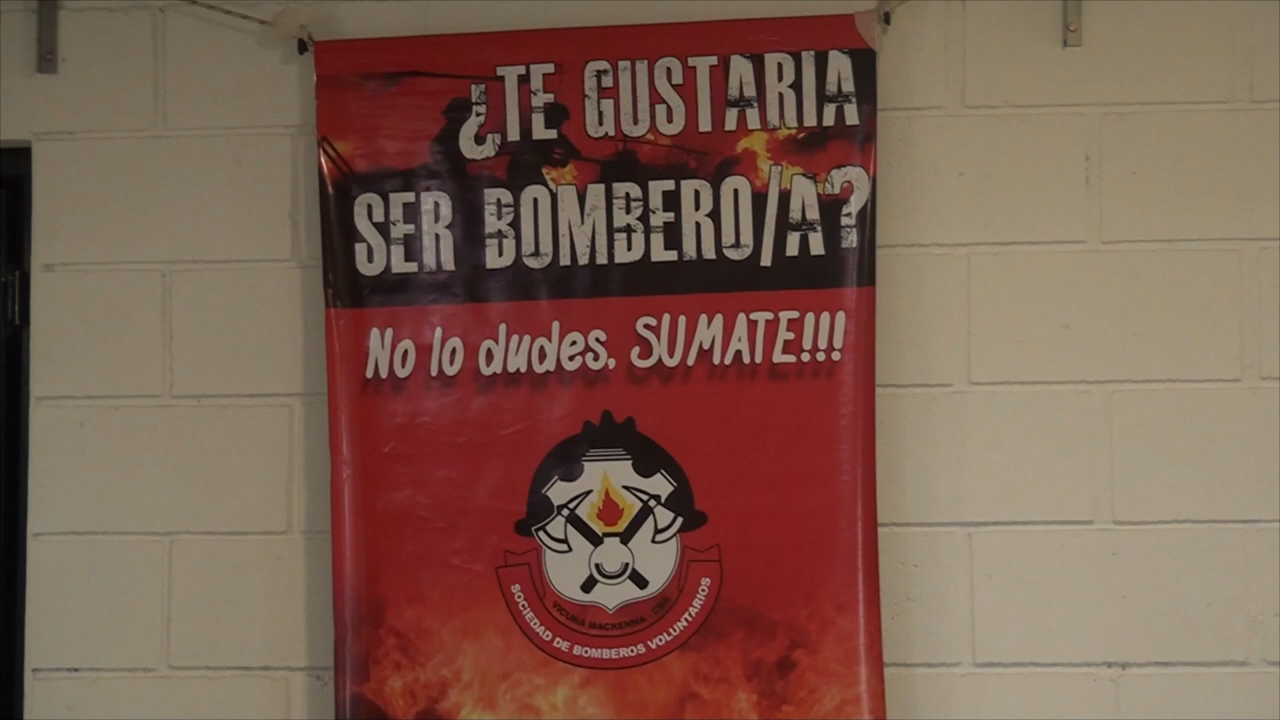 ¿TE GUSTARIA
SER BOMBERO/A?
No lo dudes, SUMATE!!!
VICUÑA MACKENNA - CBA
SOCIEDAD DE BOMBEROS VOLUNTARIOS